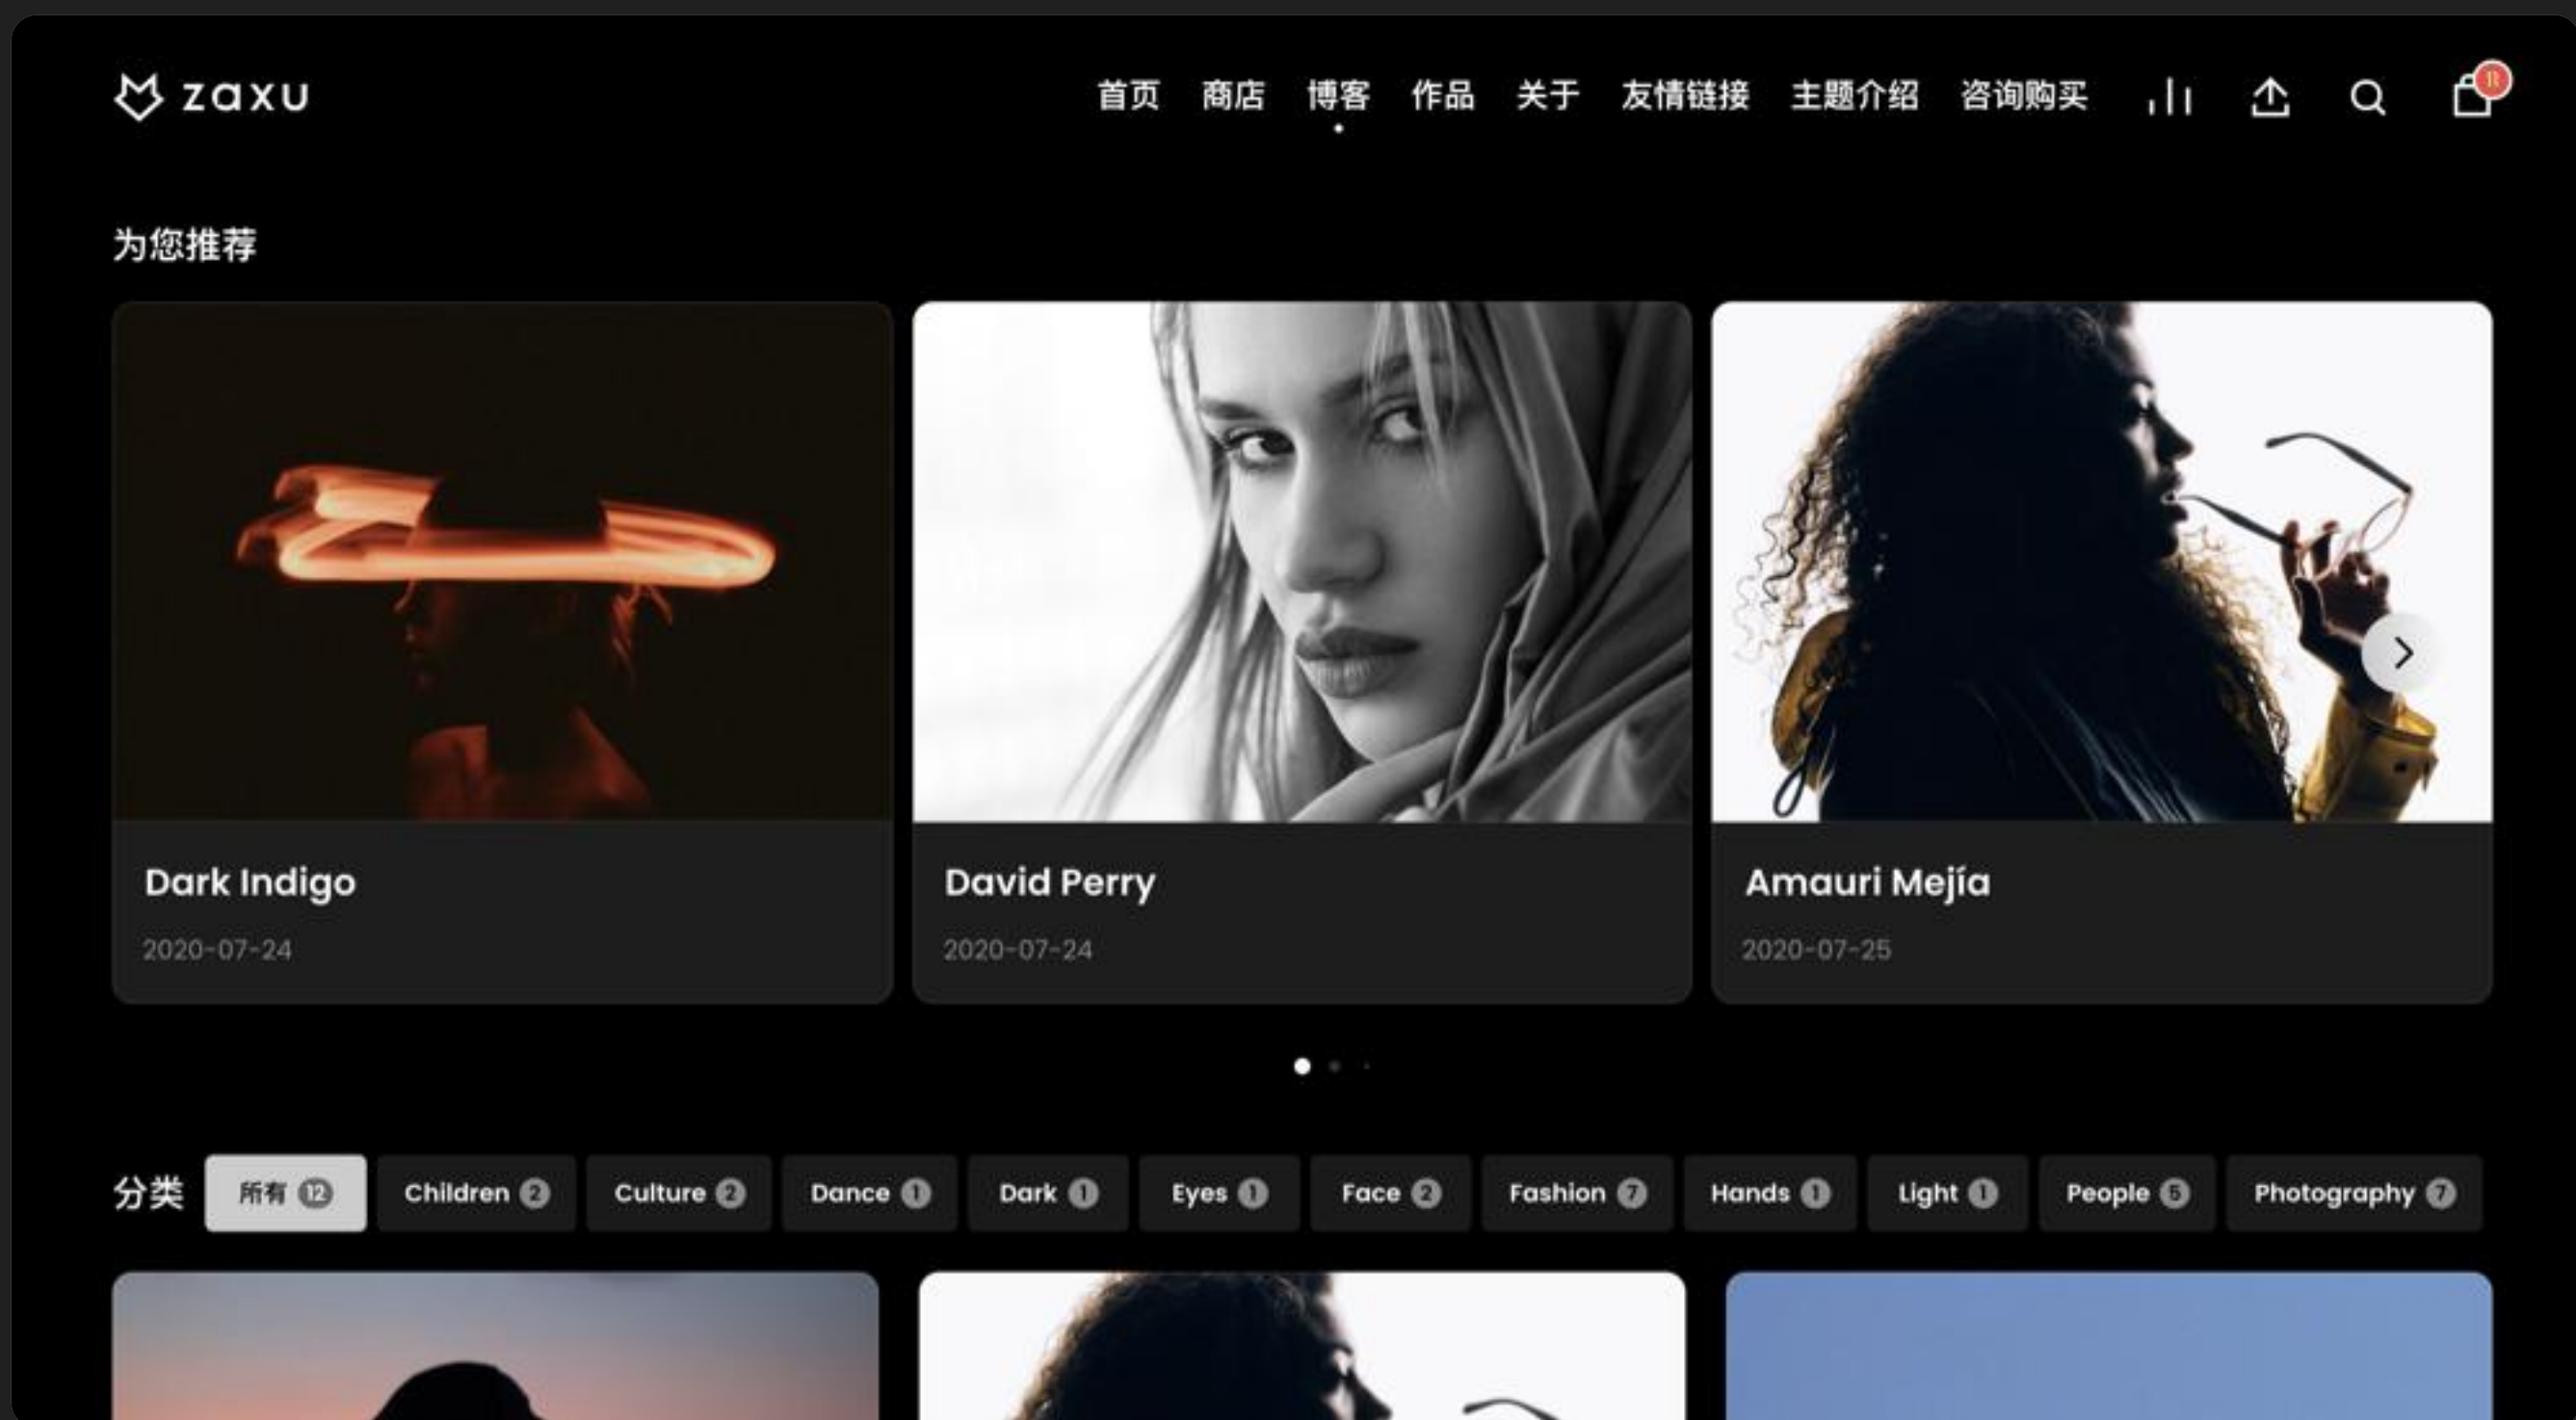 zaxu
首页 商店 博客 作品 关于 友情链接 主题介绍 咨询购买
为您推荐
Dark Indigo
2020-07-24
David Perry
2020-07-24
Amauri Mejía
2020-07-25
分类 所有 12 Children 2 Culture 2 Dance 1 Dark 1 Eyes 1 Face 2 Fashion 7 Hands 1 Light 1 People 5 Photography 7